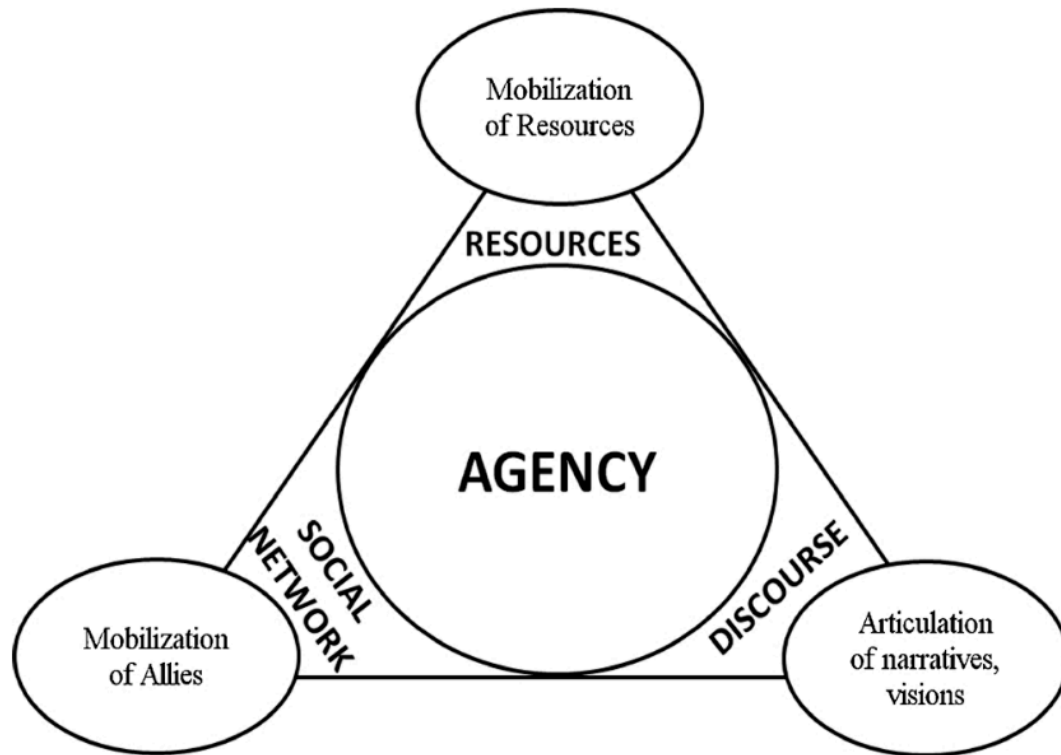 Mobilization
of Resources
RESOURCES
AGENCY
SOCIAL
NETWORK
DISCOURSE
Mobilization
of Allies
Articulation
of narratives,
visions